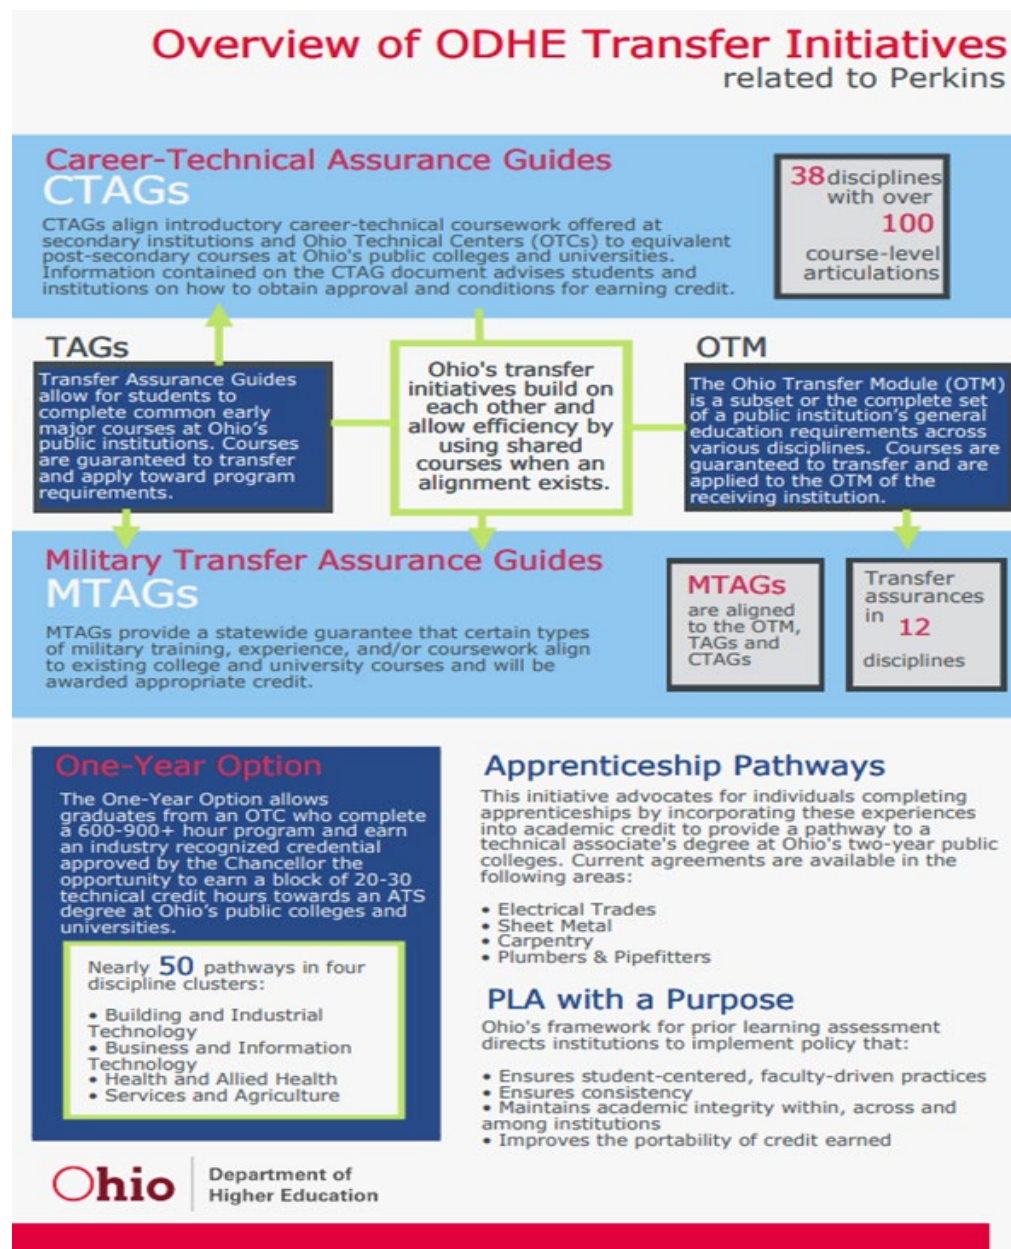 Overview of ODHE Transfer Initiatives
related to Perkins
Career-Technical Assurance Guides
CTAGs
CTAGs align introductory career-technical coursework offered at
secondary institutions and Ohio Technical Centers (OTCs) to equivalent
post-secondary courses at Ohio's public colleges and universities.
Information contained on the CTAG document advises students and
institutions on how to obtain approval and conditions for earning credit.
38 disciplines
with over
100
course-level
articulations
TAGs
Transfer Assurance Guides
allow for students to
complete common early
major courses at Ohio's
public institutions. Courses
are guaranteed to transfer
and apply toward program
requirements.
Ohio's transfer
initiatives build on
each other and
allow efficiency by
using shared
courses when an
alignment exists.
OTM
The Ohio Transfer Module (OTM)
is a subset or the complete set
of a public institution's general
education requirements across
various disciplines. Courses are
guaranteed to transfer and are
applied to the OTM of the
receiving institution.
Military Transfer Assurance Guides
MTAGs
MTAGs provide a statewide guarantee that certain types
of military training, experience, and/or coursework align
to existing college and university courses and will be
awarded appropriate credit.
MTAGs
are aligned
to the OTM,
TAGs and
CTAGs
Transfer
assurances
in 12
disciplines
One-Year Option
The One-Year Option allows
graduates from an OTC who complete
a 600-900+ hour program and earn
an industry recognized credential
approved by the Chancellor the
opportunity to earn a block of 20-30
technical credit hours towards an ATS
degree at Ohio's public colleges and
universities.
Nearly 50 pathways in four
discipline clusters:
• Building and Industrial
Technology
• Business and Information
Technology
• Health and Allied Health
• Services and Agriculture
Apprenticeship Pathways
This initiative advocates for individuals completing
apprenticeships by incorporating these experiences
into academic credit to provide a pathway to a
technical associate's degree at Ohio's two-year public
colleges. Current agreements are available in the
following areas:
• Electrical Trades
• Sheet Metal
• Carpentry
• Plumbers & Pipefitters
PLA with a Purpose
Ohio's framework for prior learning assessment
directs institutions to implement policy that:
• Ensures student-centered, faculty-driven practices
• Ensures consistency
• Maintains academic integrity within, across and
among institutions
• Improves the portability of credit earned
Ohio
Department of
Higher Education